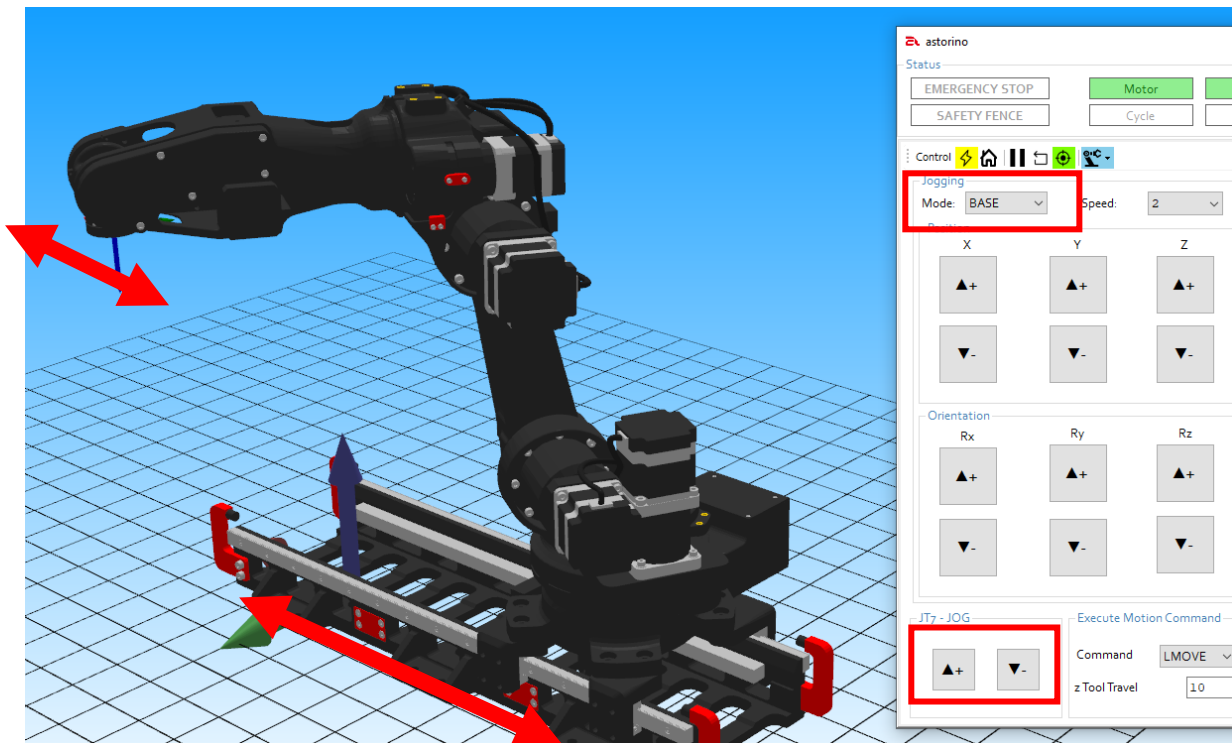 astorino
Status
EMERGENCY STOP
Motor
SAFETY FENCE
Cycle
Control
Jogging
Mode: BASE
Speed: 2
X Y Z
▲+ ▲+ ▲+
▼- ▼- ▼-
Orientation
Rx Ry Rz
▲+ ▲+ ▲+
▼- ▼- ▼-
JT7 - JOG
▲+ ▼-
Execute Motion Command
Command LMOVE
z Tool Travel 10